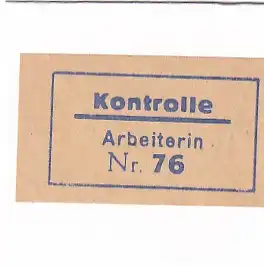 Kontrolle
Arbeiterin
Nr. 76